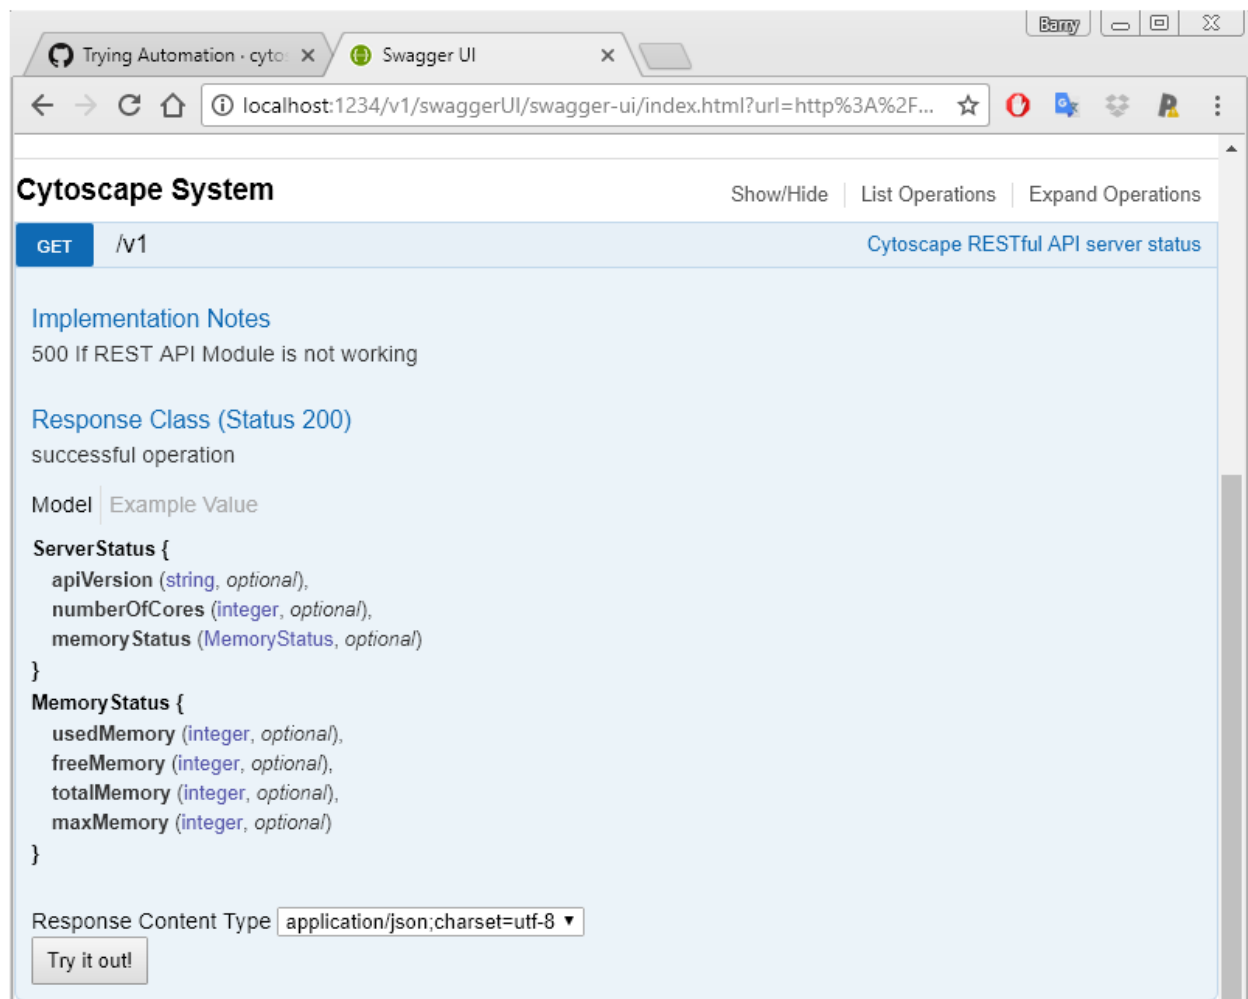 Barry
Trying Automation · cyto
Swagger UI
localhost:1234/v1/swaggerUI/swagger-ui/index.html?url=http%3A%2F...
Cytoscape System
Show/Hide
List Operations
Expand Operations
GET
/v1
Cytoscape RESTful API server status
Implementation Notes
500 If REST API Module is not working
Response Class (Status 200)
successful operation
Model
Example Value
ServerStatus {
apiVersion (string, optional),
numberOfCores (integer, optional),
memoryStatus (MemoryStatus, optional)
}
MemoryStatus {
usedMemory (integer, optional),
freeMemory (integer, optional),
totalMemory (integer, optional),
maxMemory (integer, optional)
}
Response Content Type
application/json;charset=utf-8
Try it out!